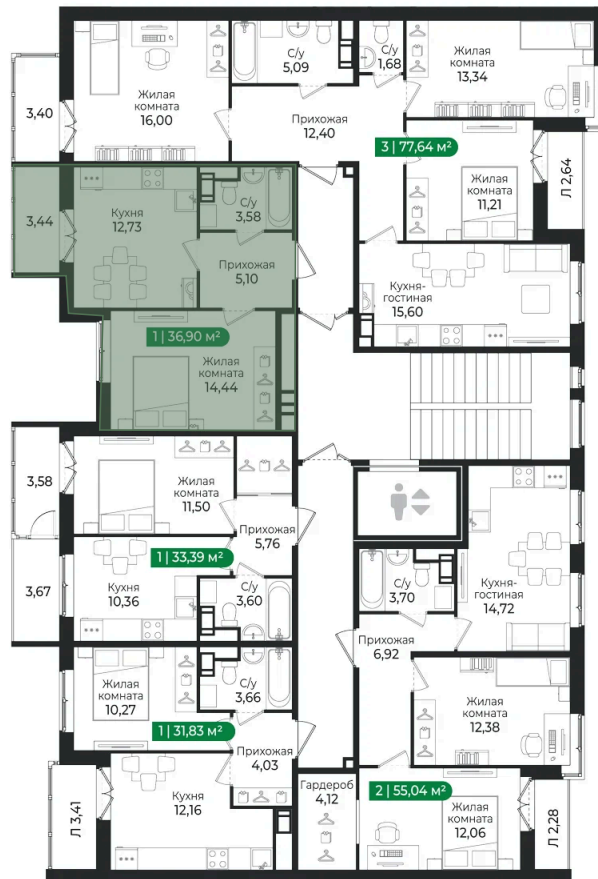 С/у
5,09
С/у
1,68
Жилая
комната
13,34
Жилая
комната
16,00
3,40
Прихожая
12,40
3 | 77,64 м²
Жилая
комната
11,21
Л 2,64
3,44
Кухня
12,73
С/у
3,58
Прихожая
5,10
Кухня-
гостиная
15,60
1 | 36,90 м²
Жилая
комната
14,44
3,58
Жилая
комната
11,50
Прихожая
5,76
1 | 33,39 м²
Кухня
10,36
3,67
С/у
3,60
С/у
3,70
Кухня-
гостиная
14,72
Прихожая
6,92
Жилая
комната
10,27
С/у
3,66
1 | 31,83 м²
Жилая
комната
12,38
Прихожая
4,03
Кухня
12,16
Л 3,41
Гардероб
4,12
2 | 55,04 м²
Жилая
комната
12,06
Л 2,28